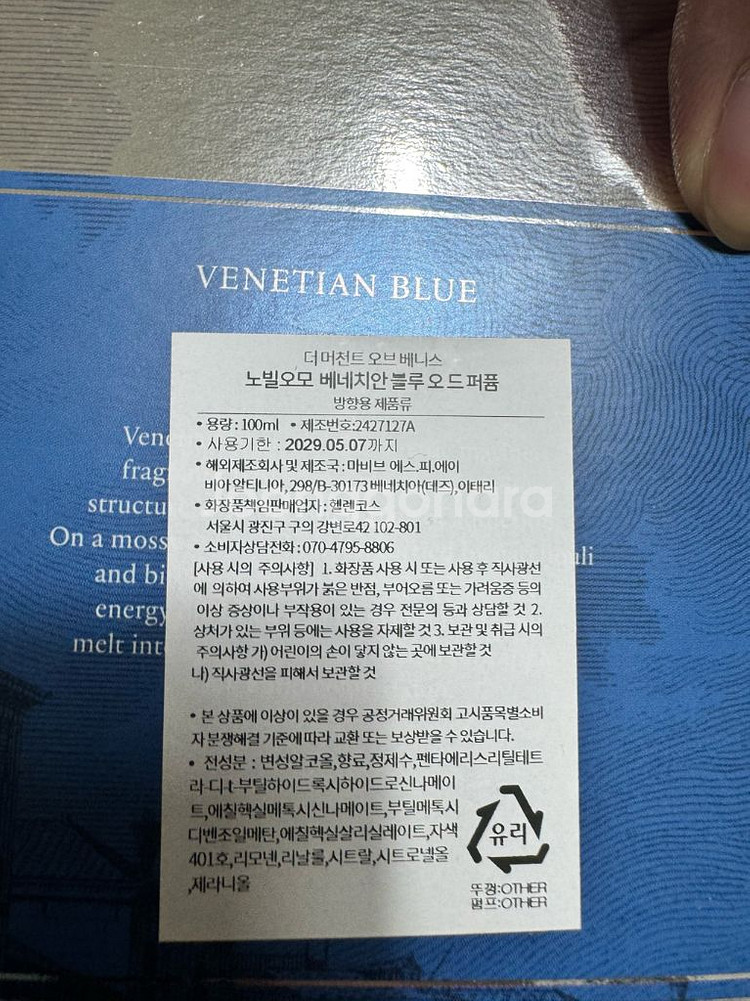 VENETIAN BLUE
더 머천트 오브 베니스
노빌오모 베네치안 블루 오 드 퍼퓸
방향용 제품류
• 용량 : 100ml • 제조번호:2427127A
• 사용기한 : 2029.05.07까지
• 해외제조회사 및 제조국 : 마비브 에스.피.에이
비아 알티니아, 298/B-30173 베네치아(데즈), 이태리
• 화장품책임판매업자 : 헬렌코스
서울시 광진구 구의 강변로42 102-801
• 소비자상담전화 : 070-4795-8806
[사용 시의 주의사항] 1. 화장품 사용 시 또는 사용 후 직사광선
에 의하여 사용부위가 붉은 반점, 부어오름 또는 가려움증 등의
이상 증상이나 부작용이 있는 경우 전문의 등과 상담할 것 2.
상처가 있는 부위 등에는 사용을 자제할 것 3. 보관 및 취급 시의
주의사항 가) 어린이의 손이 닿지 않는 곳에 보관할 것
나) 직사광선을 피해서 보관할 것
• 본 상품에 이상이 있을 경우 공정거래위원회 고시품목별소비
자 분쟁해결 기준에 따라 교환 또는 보상받을 수 있습니다.
• 전성분 : 변성알코올,향료,정제수,펜타에리스리틸테트
라-디-t-부틸하이드록시하이드로신나메이
트,에칠헥실메톡시신나메이트,부틸메톡시
디벤조일메탄,에칠헥실살리실레이트,자색
401호,리모넨,리날룰,시트랄,시트로넬올
,제라니올
유리
뚜껑:OTHER
펌프:OTHER
On a moss
and bi
energy
melt int